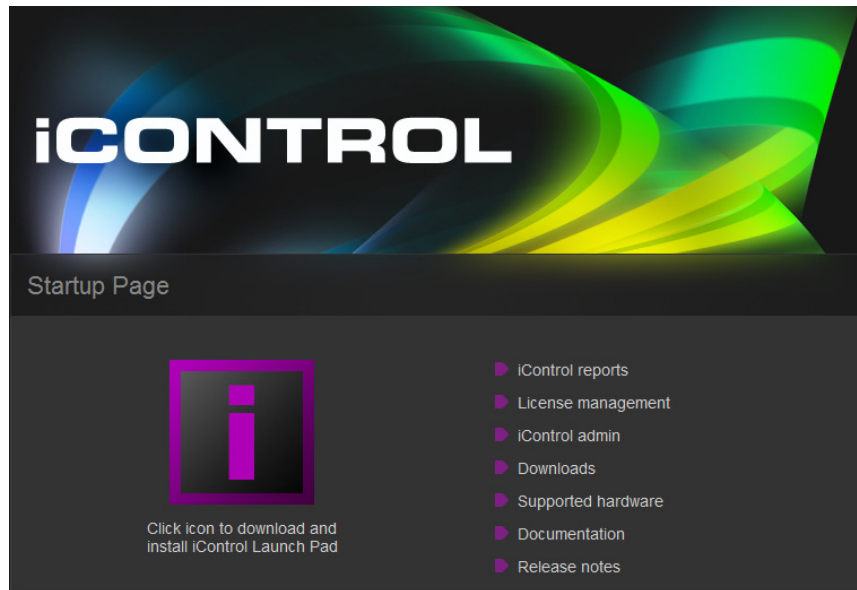 iCONTROL
Startup Page
Click icon to download and
install iControl Launch Pad
iControl reports
License management
iControl admin
Downloads
Supported hardware
Documentation
Release notes